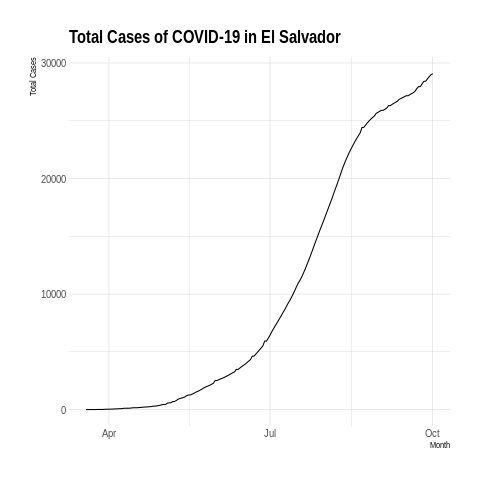 Total Cases of COVID-19 in El Salvador
Total Cases
30000
20000
10000
0
Apr
Jul
Oct
Month